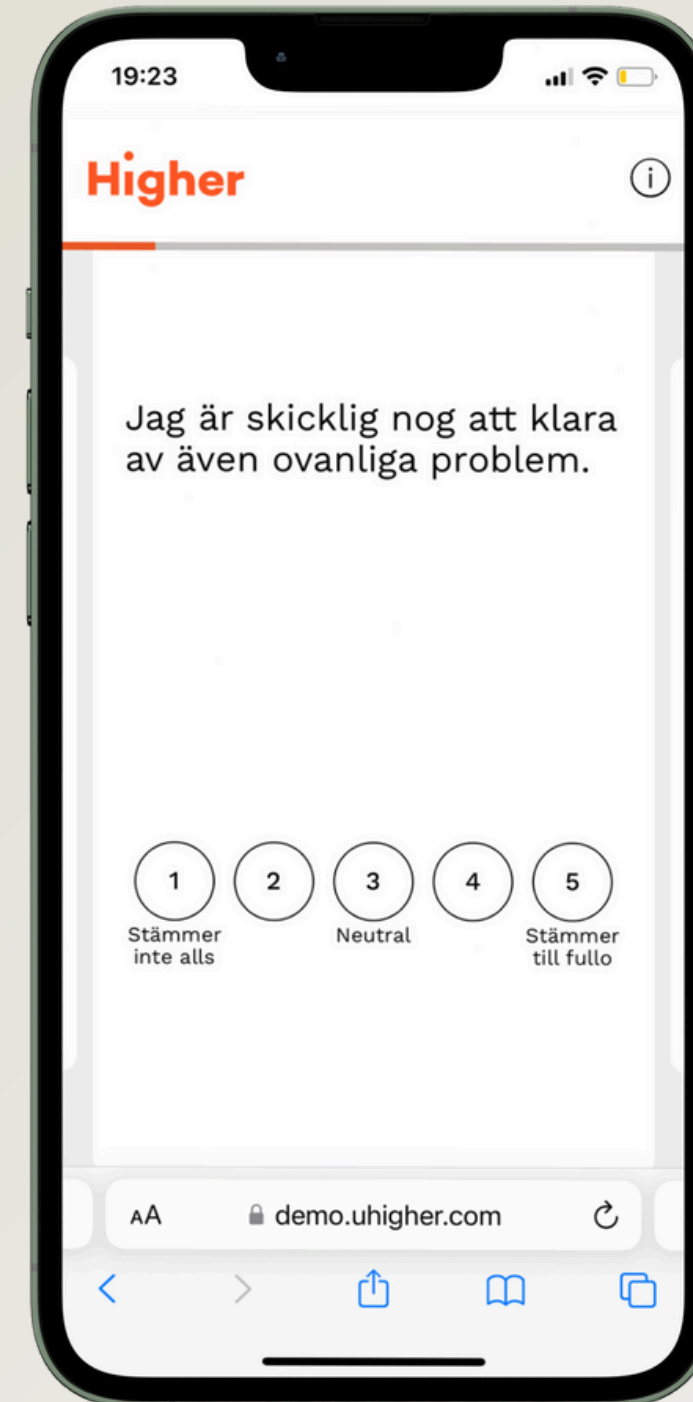 19:23
Higher
i
Jag är skicklig nog att klara
av även ovanliga problem.
1 2 3 4 5
Stämmer
inte alls
Neutral
Stämmer
till fullo
AA demo.uhigher.com